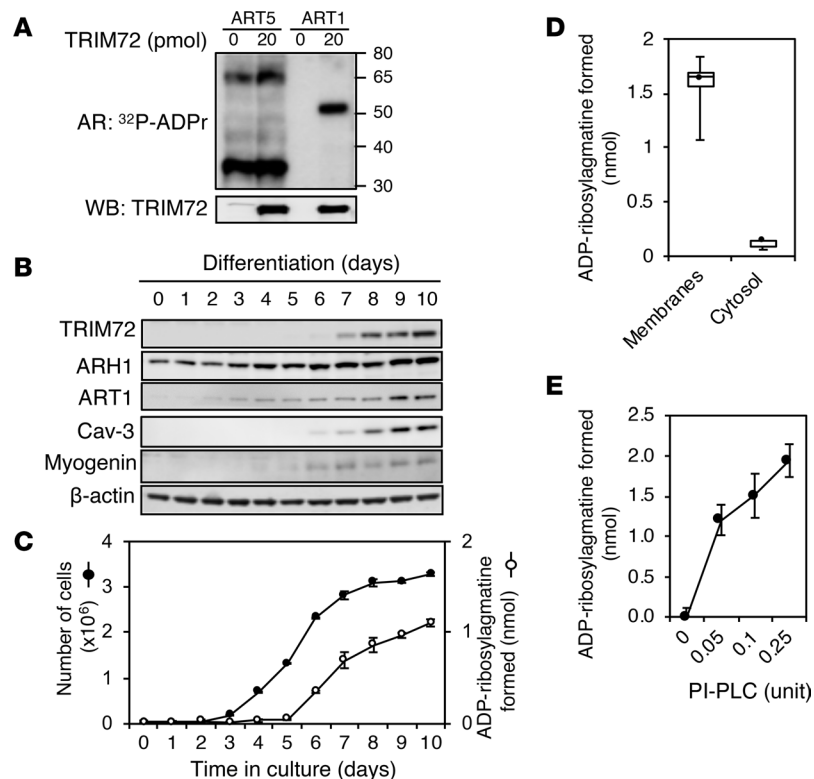 A
ART5 ART1
TRIM72 (pmol) 0 20 0 20
80
65
AR: ³²P-ADPr
50
40
30
WB: TRIM72
B
Differentiation (days)
0 1 2 3 4 5 6 7 8 9 10
TRIM72
ARH1
ART1
Cav-3
Myogenin
β-actin
C
Number of cells
(x10⁶)
4
3
2
1
0
2
1
0
ADP-ribosylagmatine
formed (nmol)
0 1 2 3 4 5 6 7 8 9 10
Time in culture (days)
D
ADP-ribosylagmatine formed
(nmol)
2
1.5
1
0.5
0
Membranes
Cytosol
E
ADP-ribosylagmatine formed
(nmol)
2.5
2.0
1.5
1.0
0.5
0.0
0 0.05 0.1 0.25
PI-PLC (unit)